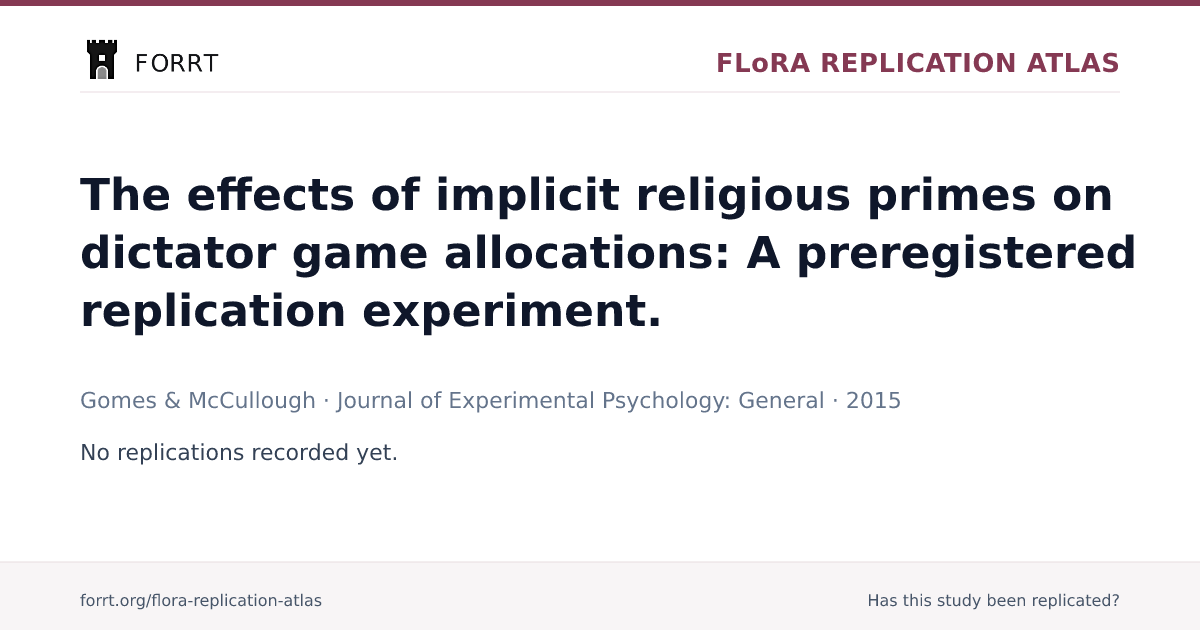 FORRT
FLoRA REPLICATION ATLAS
The effects of implicit religious primes on
dictator game allocations: A preregistered
replication experiment.
Gomes & McCullough · Journal of Experimental Psychology: General · 2015
No replications recorded yet.
forrt.org/flora-replication-atlas
Has this study been replicated?